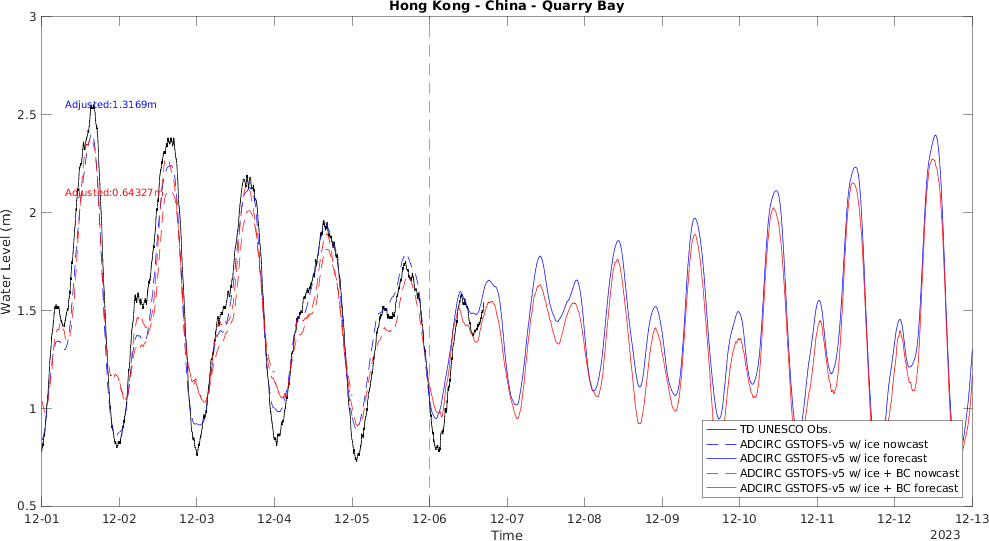 Hong Kong - China - Quarry Bay
Water Level (m)
3
2.5
2
1.5
1
0.5
Adjusted:1.3169m
Adjusted:0.64327m
TD UNESCO Obs.
ADCIRC GSTOFS-v5 w/ ice nowcast
ADCIRC GSTOFS-v5 w/ ice forecast
ADCIRC GSTOFS-v5 w/ ice + BC nowcast
ADCIRC GSTOFS-v5 w/ ice + BC forecast
12-01 12-02 12-03 12-04 12-05 12-06 12-07 12-08 12-09 12-10 12-11 12-12 12-13
Time
2023